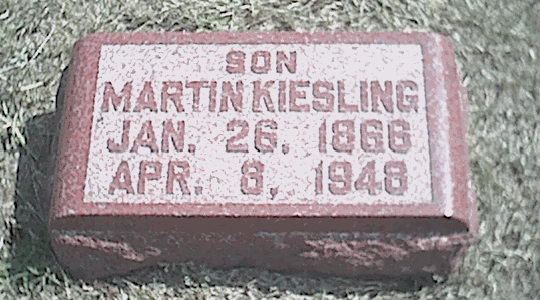 SON
MARTIN KIESLING
JAN. 26, 1866
APR. 8, 1948